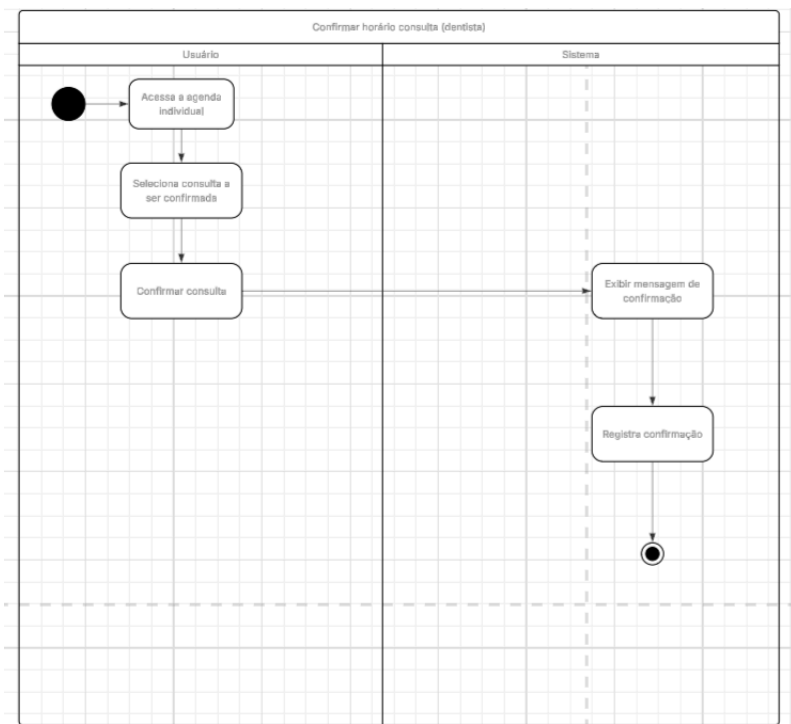 Confirmar horário consulta (dentista)
Usuário
Sistema
Acessa a agenda
individual
Seleciona consulta a
ser confirmada
Confirmar consulta
Exibir mensagem de
confirmação
Registra confirmação